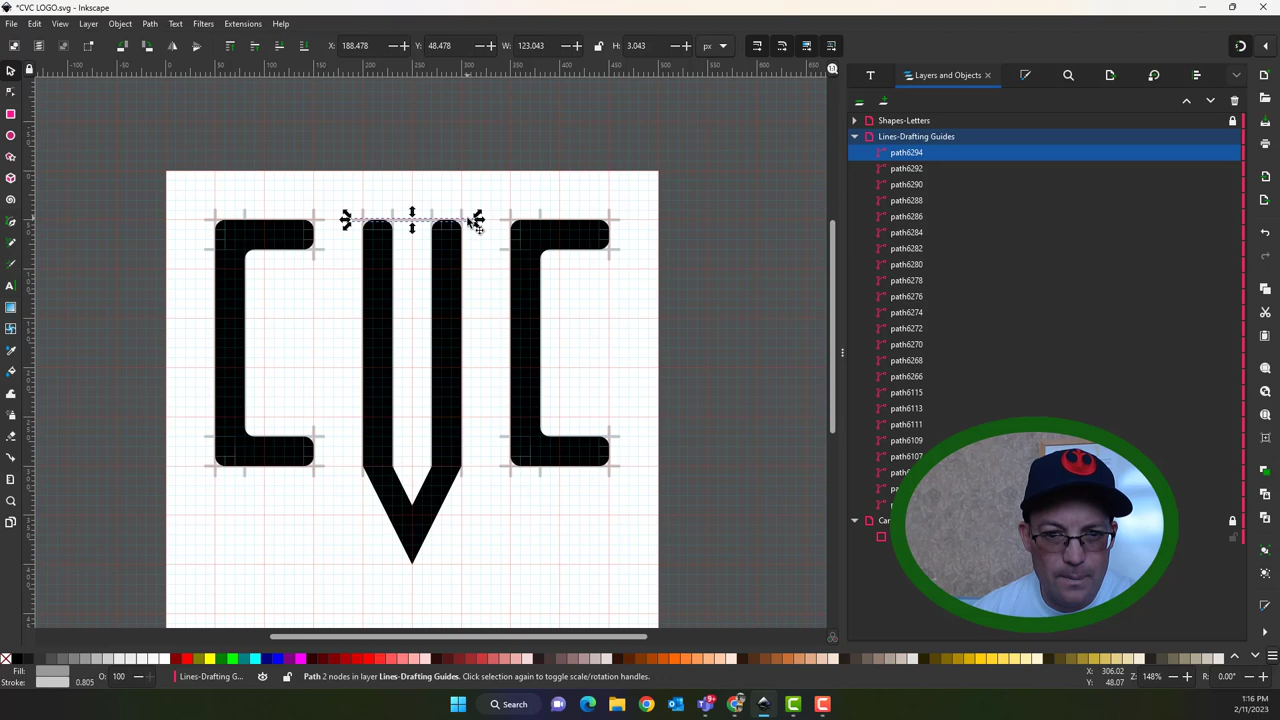 *CVC LOGO.svg - Inkscape
File Edit View Layer Object Path Text Filters Extensions Help
X: 188.478 Y: 48.478 W: 123.043 H: 3.043 px
Layers and Objects
Shapes-Letters
Lines-Drafting Guides
path6294
path6292
path6290
path6288
path6286
path6284
path6282
path6280
path6278
path6276
path6274
path6272
path6270
path6268
path6266
path6115
path6113
path6111
path6109
path6107
CVC
Fill:
Stroke: 0.805 O: 100 Lines-Drafting G... Path 2 nodes in layer Lines-Drafting Guides. Click selection again to toggle scale/rotation handles. X: 306.02 Y: 48.07 Z: 148% R: 0.00°
Search
1:16 PM
2/11/2023